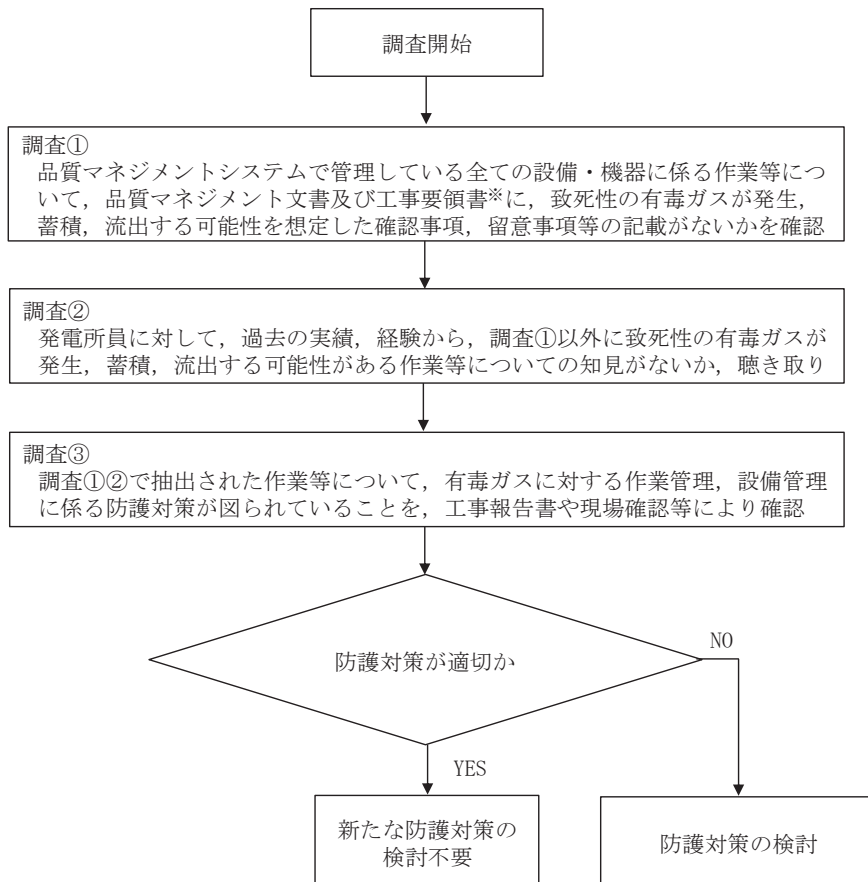 調査開始
調査①
品質マネジメントシステムで管理している全ての設備・機器に係る作業等につ
いて，品質マネジメント文書及び工事要領書※に，致死性の有毒ガスが発生，
蓄積，流出する可能性を想定した確認事項，留意事項等の記載がないかを確認
調査②
発電所員に対して，過去の実績，経験から，調査①以外に致死性の有毒ガスが
発生，蓄積，流出する可能性がある作業等についての知見がないか，聴き取り
調査③
調査①②で抽出された作業等について，有毒ガスに対する作業管理，設備管理
に係る防護対策が図られていることを，工事報告書や現場確認等により確認
防護対策が適切か
NO
YES
新たな防護対策の
検討不要
防護対策の検討